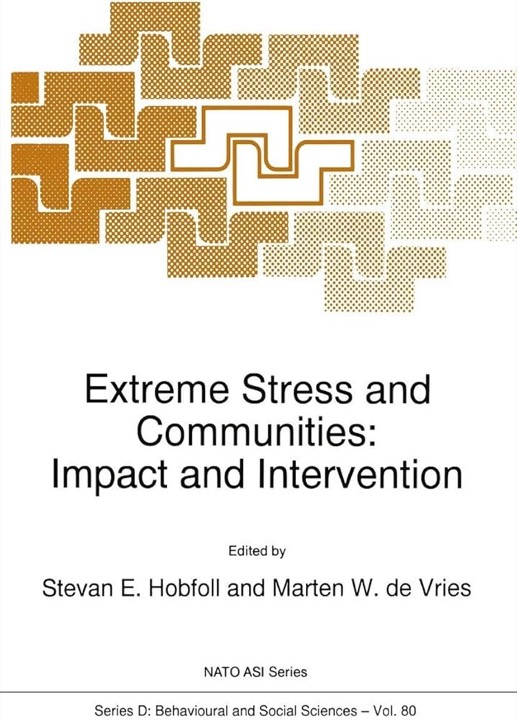 Extreme Stress and
Communities:
Impact and Intervention
Edited by
Stevan E. Hobfoll and Marten W. de Vries
NATO ASI Series
Series D: Behavioural and Social Sciences – Vol. 80